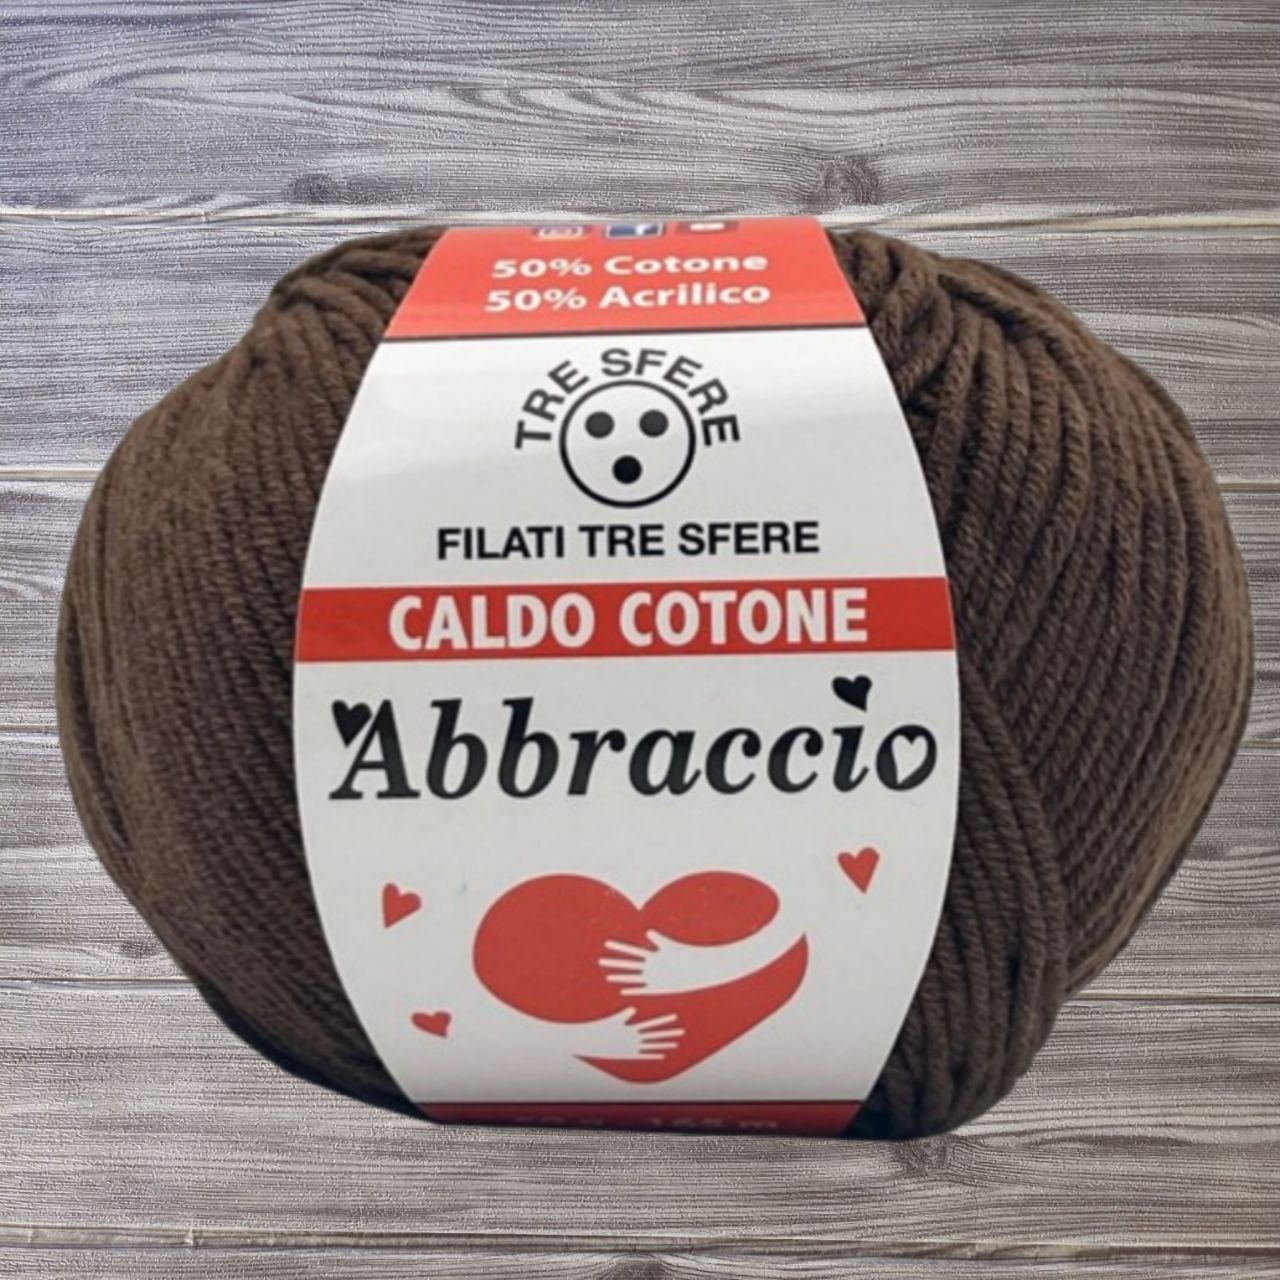 50% Cotone
50% Acrilico
TRE SFERE
FILATI TRE SFERE
CALDO COTONE
Abbraccio